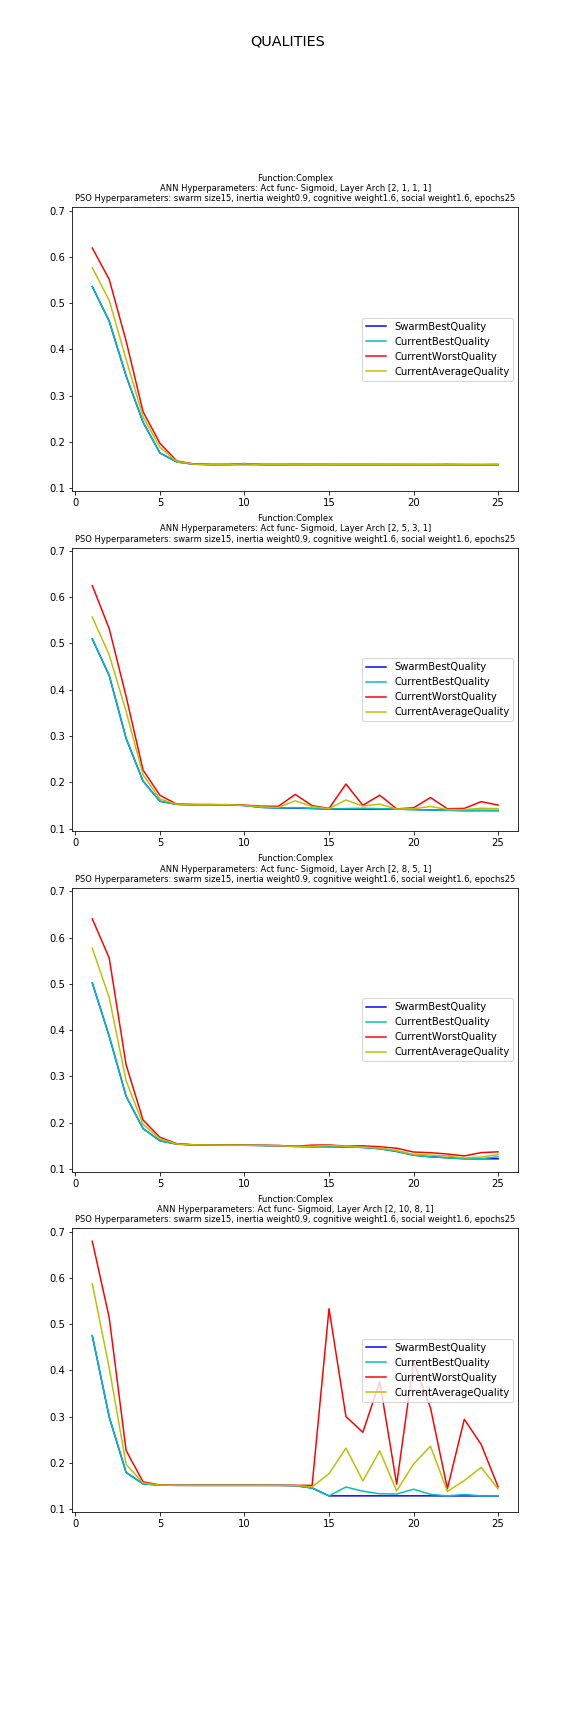 QUALITIES
Function:Complex
ANN Hyperparameters: Act func- Sigmoid, Layer Arch [2, 1, 1, 1]
PSO Hyperparameters: swarm size15, inertia weight0.9, cognitive weight1.6, social weight1.6, epochs25
0.7
0.6
0.5
0.4
0.3
0.2
0.1
SwarmBestQuality
CurrentBestQuality
CurrentWorstQuality
CurrentAverageQuality
0 5 10 15 20 25
Function:Complex
ANN Hyperparameters: Act func- Sigmoid, Layer Arch [2, 5, 3, 1]
PSO Hyperparameters: swarm size15, inertia weight0.9, cognitive weight1.6, social weight1.6, epochs25
0.7
0.6
0.5
0.4
0.3
0.2
0.1
SwarmBestQuality
CurrentBestQuality
CurrentWorstQuality
CurrentAverageQuality
0 5 10 15 20 25
Function:Complex
ANN Hyperparameters: Act func- Sigmoid, Layer Arch [2, 8, 5, 1]
PSO Hyperparameters: swarm size15, inertia weight0.9, cognitive weight1.6, social weight1.6, epochs25
0.7
0.6
0.5
0.4
0.3
0.2
0.1
SwarmBestQuality
CurrentBestQuality
CurrentWorstQuality
CurrentAverageQuality
0 5 10 15 20 25
Function:Complex
ANN Hyperparameters: Act func- Sigmoid, Layer Arch [2, 10, 8, 1]
PSO Hyperparameters: swarm size15, inertia weight0.9, cognitive weight1.6, social weight1.6, epochs25
0.7
0.6
0.5
0.4
0.3
0.2
0.1
SwarmBestQuality
CurrentBestQuality
CurrentWorstQuality
CurrentAverageQuality
0 5 10 15 20 25